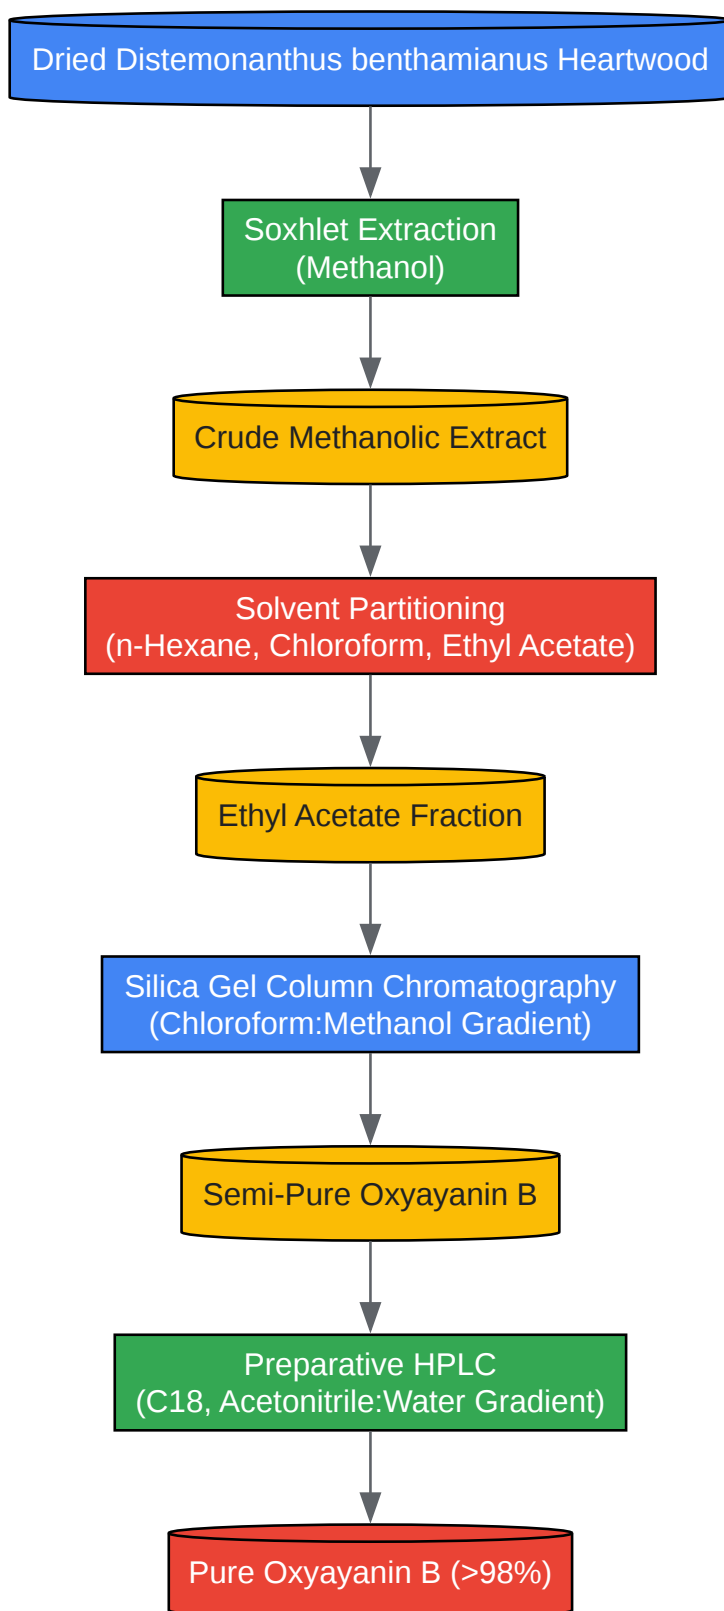 Dried Distemonanthus benthamianus Heartwood
Soxhlet Extraction
(Methanol)
Crude Methanolic Extract
Solvent Partitioning
(n-Hexane, Chloroform, Ethyl Acetate)
Ethyl Acetate Fraction
Silica Gel Column Chromatography
(Chloroform:Methanol Gradient)
Semi-Pure Oxyayanin B
Preparative HPLC
(C18, Acetonitrile:Water Gradient)
Pure Oxyayanin B (>98%)